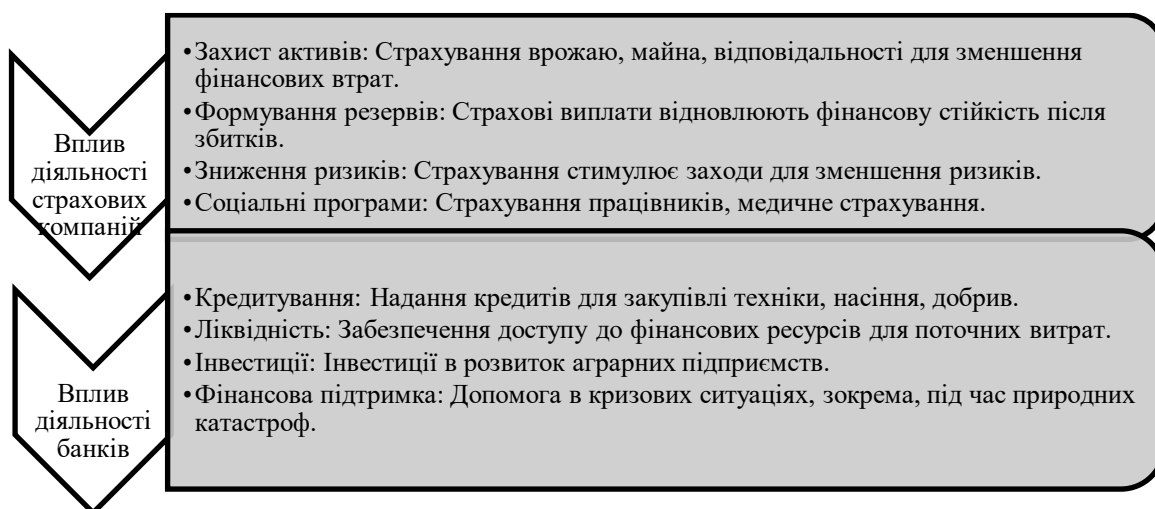 Вплив
діяльності
страхових
компаній
•Захист активів: Страхування врожаю, майна, відповідальності для зменшення
фінансових втрат.
•Формування резервів: Страхові виплати відновлюють фінансову стійкість після
збитків.
•Зниження ризиків: Страхування стимулює заходи для зменшення ризиків.
•Соціальні програми: Страхування працівників, медичне страхування.
Вплив
діяльності
банків
•Кредитування: Надання кредитів для закупівлі техніки, насіння, добрив.
•Ліквідність: Забезпечення доступу до фінансових ресурсів для поточних витрат.
•Інвестиції: Інвестиції в розвиток аграрних підприємств.
•Фінансова підтримка: Допомога в кризових ситуаціях, зокрема, під час природних
катастроф.